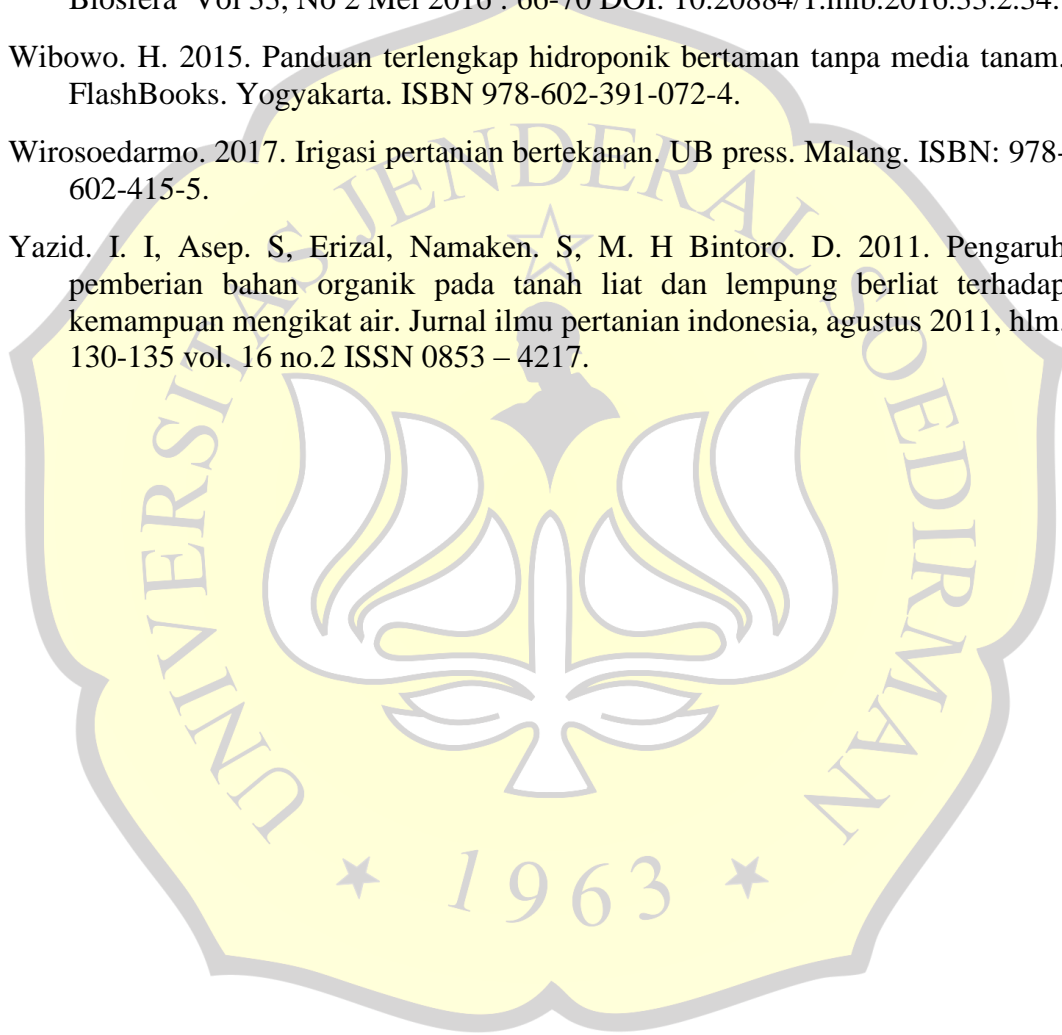 Biosfera Vol 33, No 2 Mei 2016 : 66-70 DOI: 10.20884/1.mib.2016.33.2.34.
Wibowo. H. 2015. Panduan terlengkap hidroponik bertaman tanpa media tanam.
FlashBooks. Yogyakarta. ISBN 978-602-391-072-4.
Wirosoedarmo. 2017. Irigasi pertanian bertekanan. UB press. Malang. ISBN: 978-
602-415-5.
Yazid. I. I, Asep. S, Erizal, Namaken. S, M. H Bintoro. D. 2011. Pengaruh
pemberian bahan organik pada tanah liat dan lempung berliat terhadap
kemampuan mengikat air. Jurnal ilmu pertanian indonesia, agustus 2011, hlm.
130-135 vol. 16 no.2 ISSN 0853 – 4217.
UNIVERSITAS JENDERAL SOEDIRMAN
1963